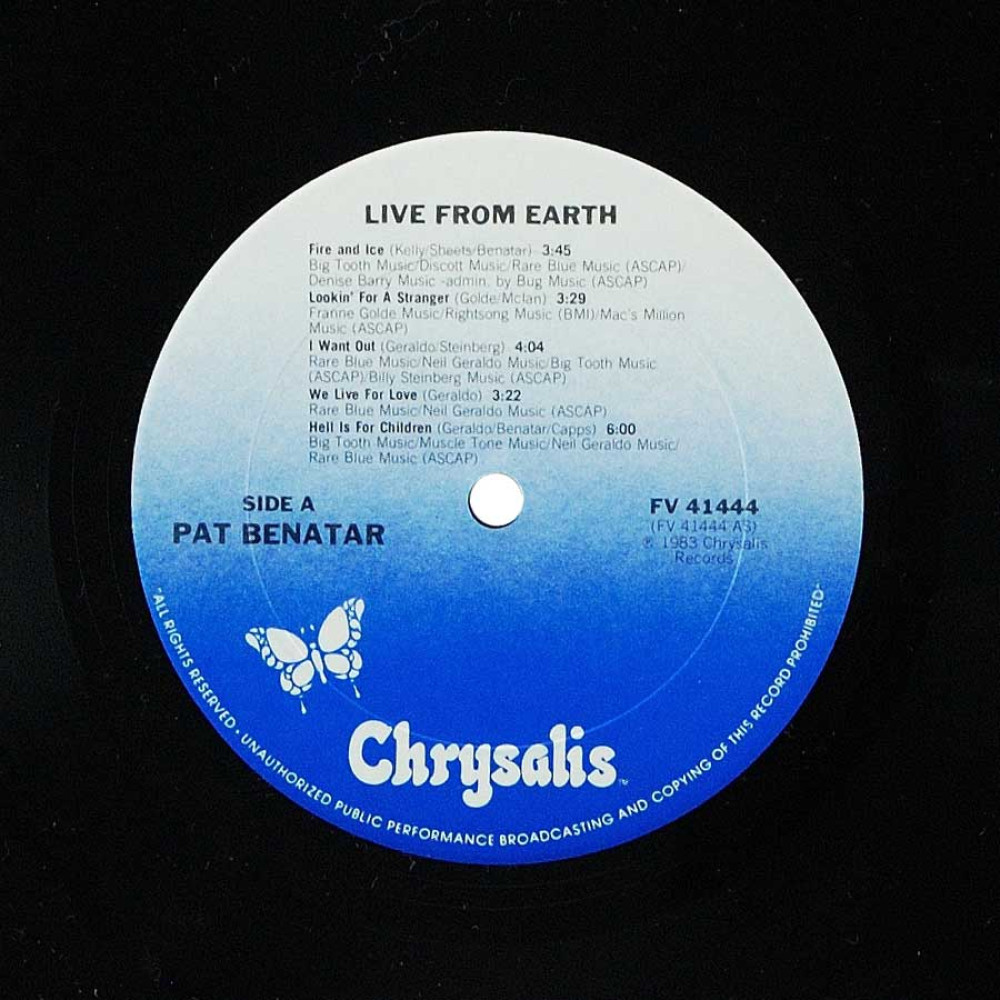 LIVE FROM EARTH
Fire and Ice (Kelly/Sheets/Benatar) 3:45
Big Tooth Music/Discott Music/Rare Blue Music (ASCAP)/
Denise Barry Music -admin. by Bug Music (ASCAP)
Lookin' For A Stranger (Golde/McIan) 3:29
Franne Golde Music/Rightsong Music (BMI)/Mac's Million
Music (ASCAP)
I Want Out (Geraldo/Steinberg) 4:04
Rare Blue Music/Neil Geraldo Music/Big Tooth Music
(ASCAP)/Billy Steinberg Music (ASCAP)
We Live For Love (Geraldo) 3:22
Rare Blue Music/Neil Geraldo Music (ASCAP)
Hell Is For Children (Geraldo/Benatar/Capps) 6:00
Big Tooth Music/Muscle Tone Music/Neil Geraldo Music/
Rare Blue Music (ASCAP)
SIDE A
PAT BENATAR
FV 41444
(FV 41444 A3)
℗ 1983 Chrysalis
Records
Chrysalis™
"ALL RIGHTS RESERVED · UNAUTHORIZED PUBLIC PERFORMANCE BROADCASTING AND COPYING OF THIS RECORD PROHIBITED"